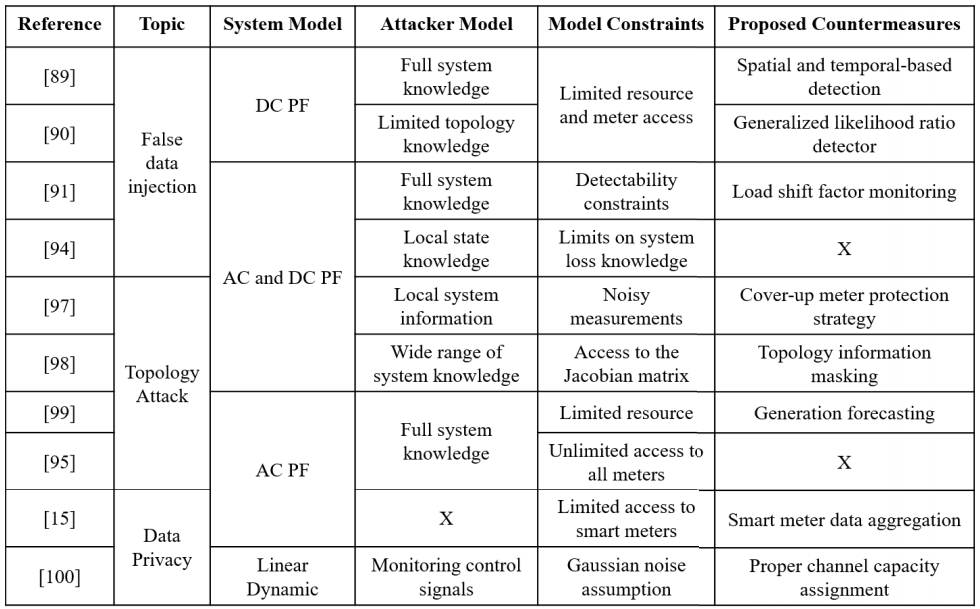 Reference Topic System Model Attacker Model Model Constraints Proposed Countermeasures
[89]
False
data
injection
DC PF
Full system
knowledge
Limited resource
and meter access
Spatial and temporal-based
detection
[90]
Limited topology
knowledge
Generalized likelihood ratio
detector
[91]
AC and DC PF
Full system
knowledge
Detectability
constraints
Load shift factor monitoring
[94]
Local state
knowledge
Limits on system
loss knowledge
X
[97]
Topology
Attack
Local system
information
Noisy
measurements
Cover-up meter protection
strategy
[98]
Wide range of
system knowledge
Access to the
Jacobian matrix
Topology information
masking
[99]
AC PF
Full system
knowledge
Limited resource
Generation forecasting
[95]
Unlimited access to
all meters
X
[15]
Data
Privacy
X
Limited access to
smart meters
Smart meter data aggregation
[100]
Linear
Dynamic
Monitoring control
signals
Gaussian noise
assumption
Proper channel capacity
assignment